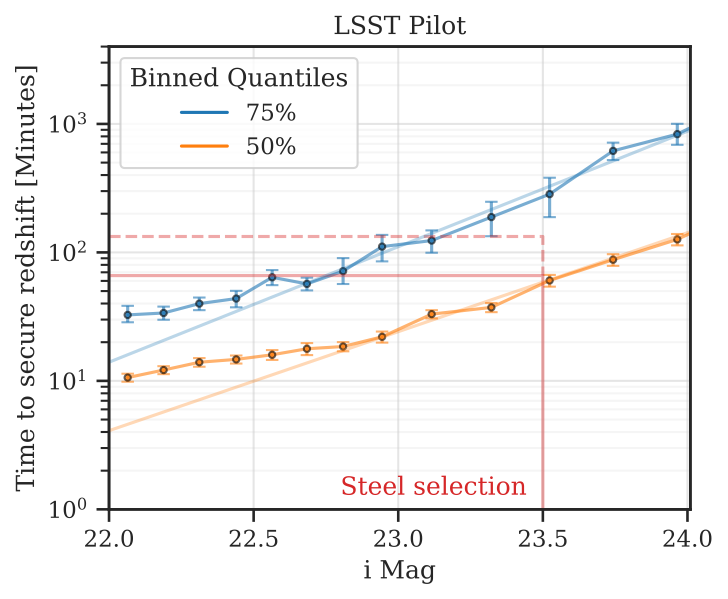 LSST Pilot
Time to secure redshift [Minutes]
Binned Quantiles
75%
50%
10³
10²
10¹
10⁰
Steel selection
22.0 22.5 23.0 23.5 24.0
i Mag